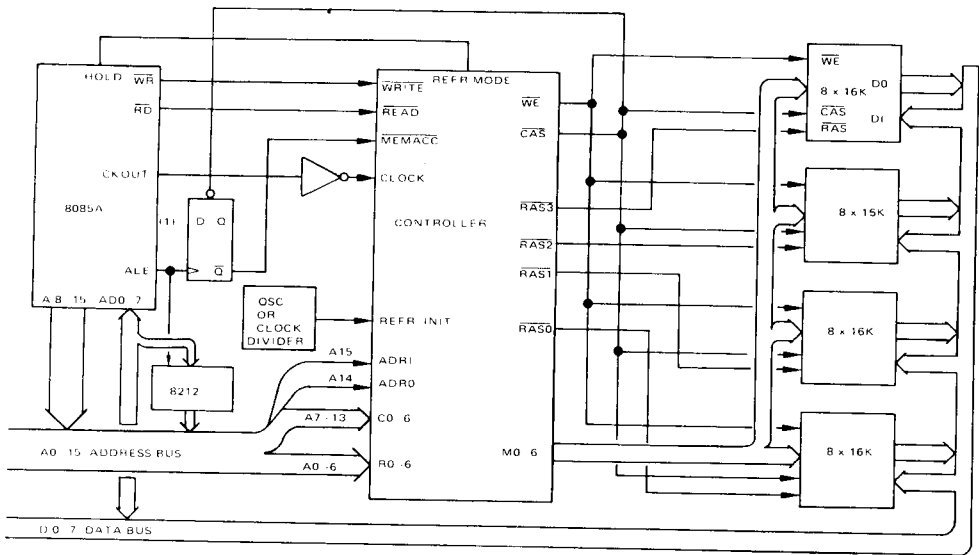 HOLD
WR
RD
CKOUT
8085A
ALE
A 8 15 AD0 7
(1)
D Q
Q
8212
OSC
OR
CLOCK
DIVIDER
REFR MODE
WRITE
READ
MEMACC
CLOCK
CONTROLLER
REFR INIT
ADR1
ADR0
C0 6
R0 -6
WE
CAS
RAS3
RAS2
RAS1
RAS0
M0 6
A15
A14
A7 - 13
A0 -6
A0 15 ADDRESS BUS
D0 7 DATA BUS
WE
D0
8 x 16K
CAS
DI
RAS
8 x 15K
8 x 16K
8 x 16K